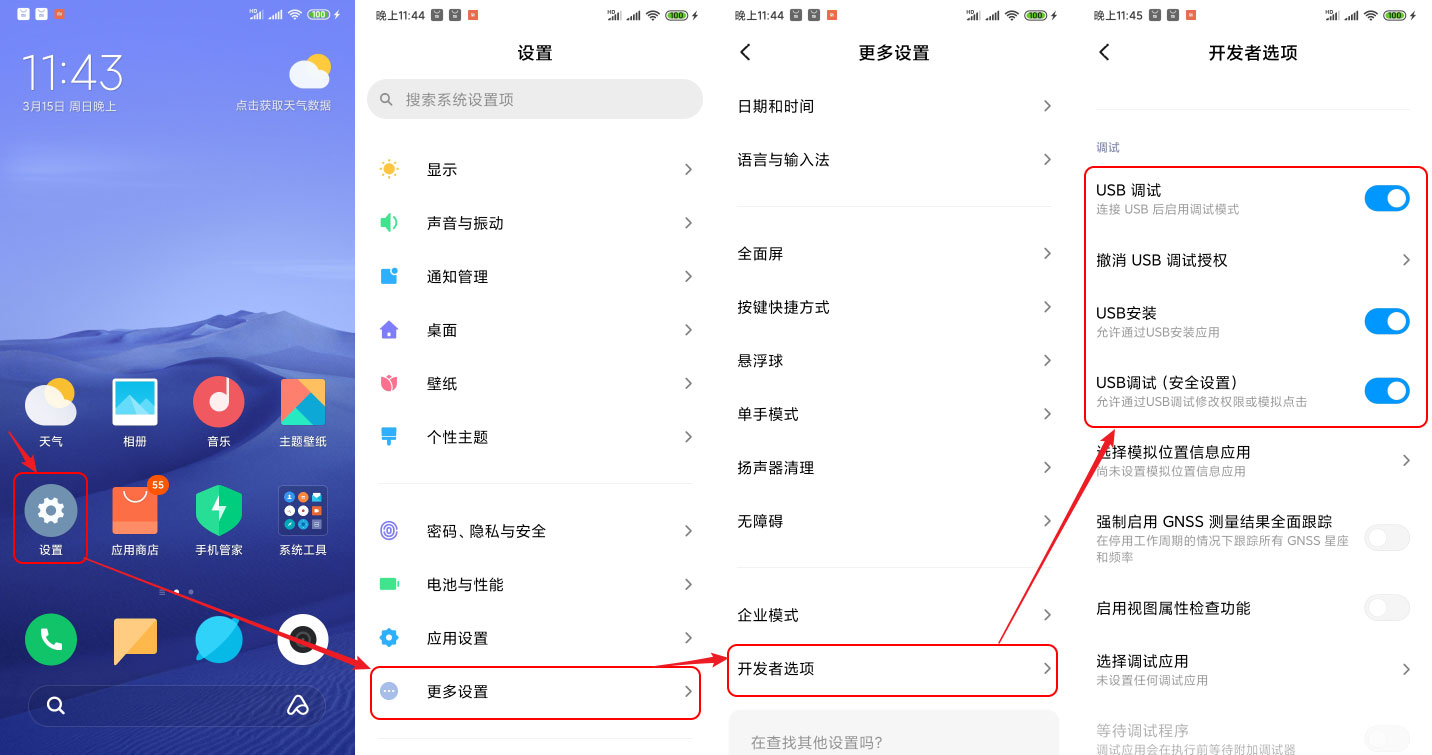 HD
100
11:43
3月15日 周日晚上
点击获取天气数据
天气
相册
音乐
主题壁纸
55
设置
应用商店
手机管家
系统工具
晚上11:44
HD
100
设置
搜索系统设置项
显示
声音与振动
通知管理
桌面
壁纸
个性主题
密码、隐私与安全
电池与性能
应用设置
更多设置
晚上11:44
HD
100
更多设置
日期和时间
语言与输入法
全面屏
按键快捷方式
悬浮球
单手模式
扬声器清理
无障碍
企业模式
开发者选项
在查找其他设置吗?
晚上11:45
HD
100
开发者选项
调试
USB 调试
连接 USB 后启用调试模式
撤消 USB 调试授权
USB安装
允许通过USB安装应用
USB调试（安全设置）
允许通过USB调试修改权限或模拟点击
选择模拟位置信息应用
尚未设置模拟位置信息应用
强制启用 GNSS 测量结果全面跟踪
在停用工作周期的情况下跟踪所有 GNSS 星座
和频率
启用视图属性检查功能
选择调试应用
未设置任何调试应用
等待调试程序
调试应用会在执行前等待附加调试器